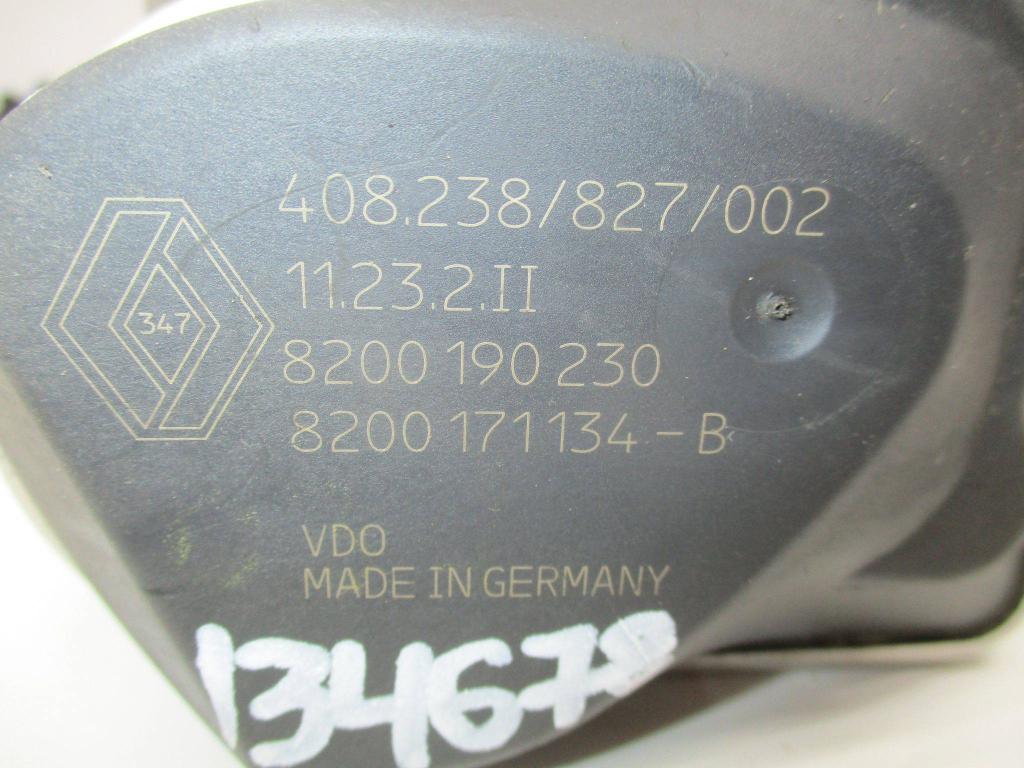 408.238/827/002
11.23.2.II
347
8200 190 230
8200 171 134 - B
VDO
MADE IN GERMANY
134678